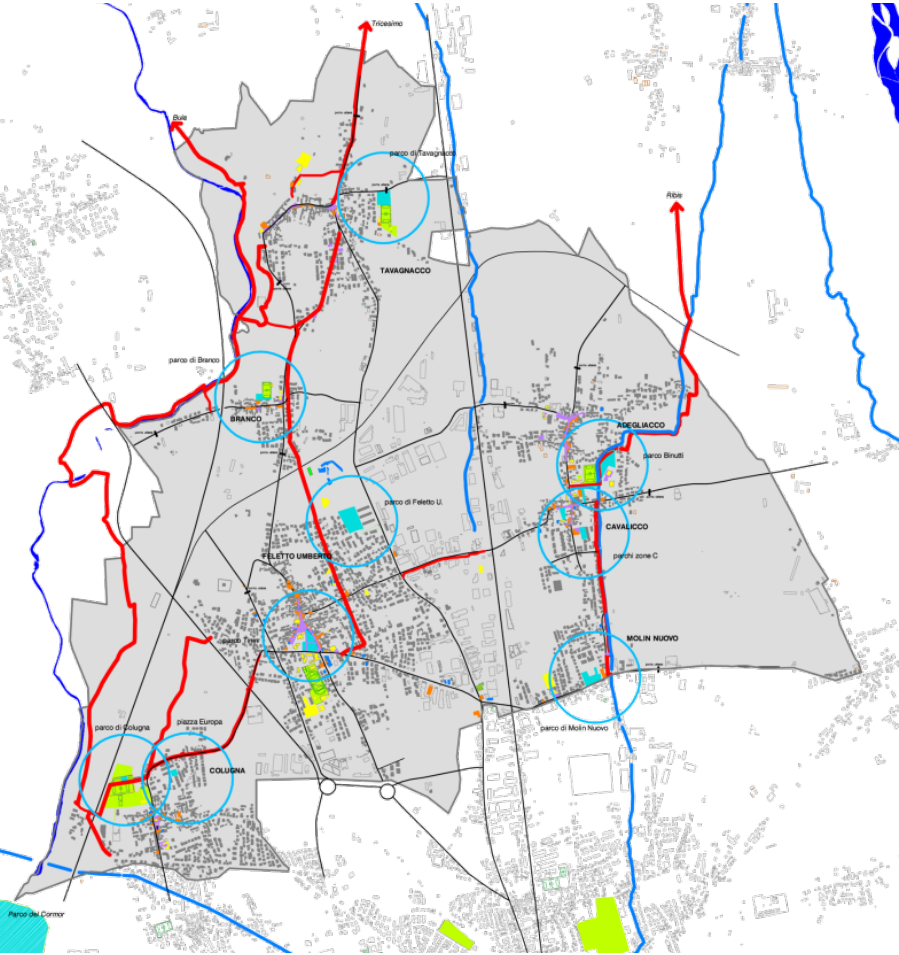 Tricesimo
Buia
parco di Tavagnacco
Ribis
TAVAGNACCO
parco di Branco
BRANCO
ADEGLIACCO
parco Binutti
parco di Feletto U.
CAVALICCO
FELETTO UMBERTO
parchi zone C
MOLIN NUOVO
piazza Europa
parco di Colugna
parco di Molin Nuovo
COLUGNA
Parco del Cormor